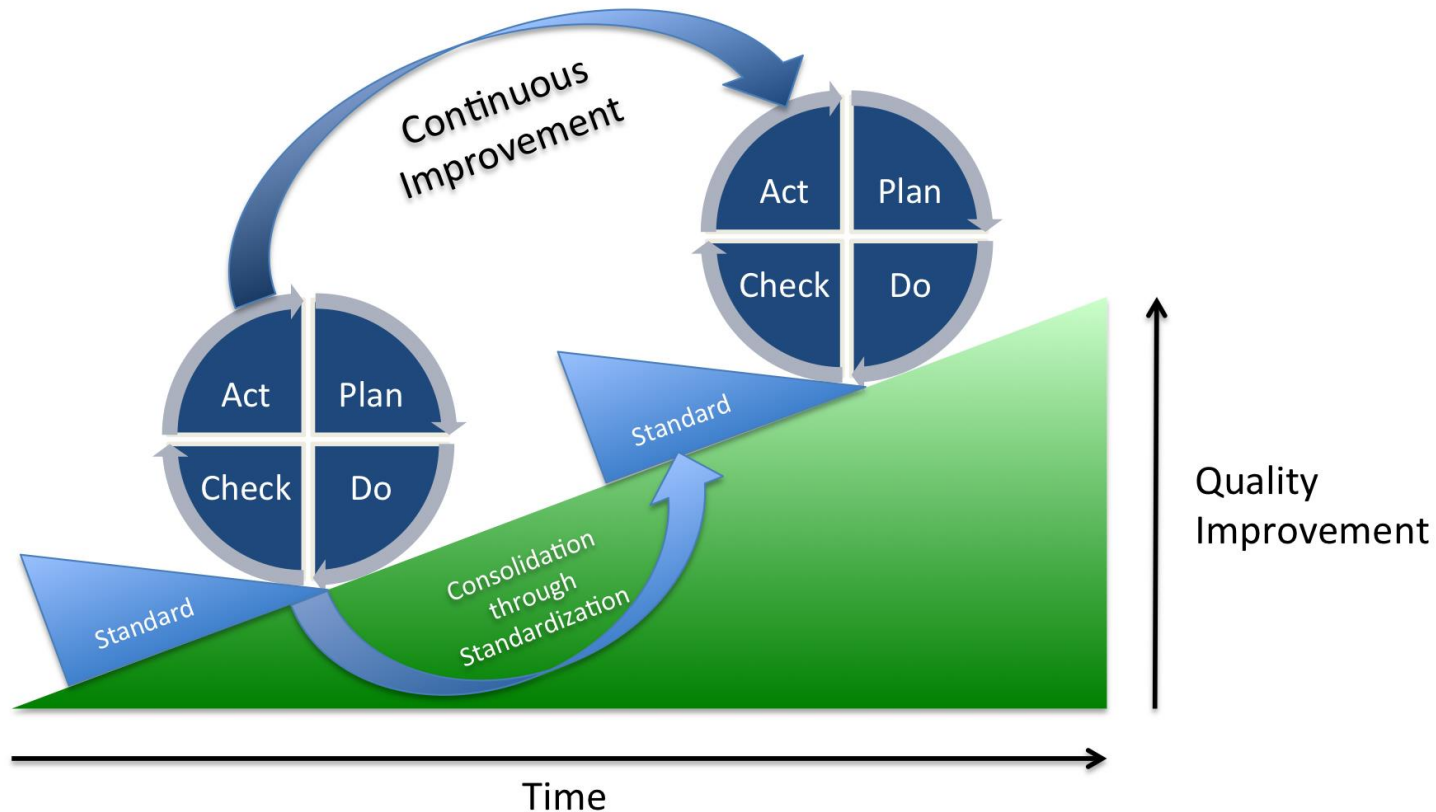 Continuous
Improvement
Act
Plan
Check
Do
Act
Plan
Check
Do
Standard
Standard
Consolidation
through
Standardization
Quality
Improvement
Time